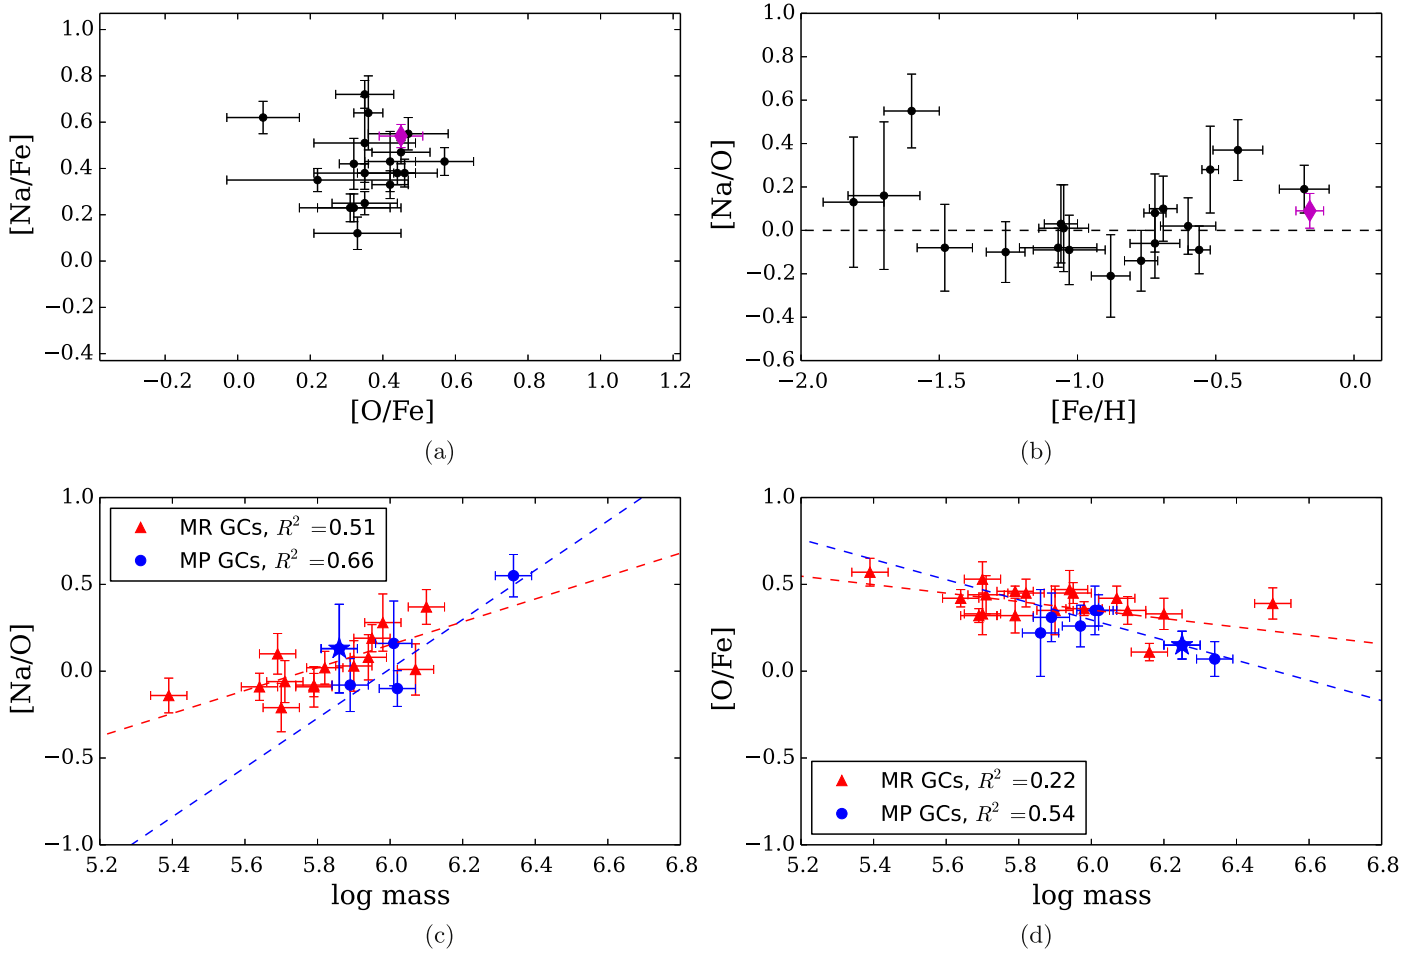 1.0
0.8
0.6
0.4
0.2
0.0
−0.2
−0.4
[Na/Fe]
−0.2 0.0 0.2 0.4 0.6 0.8 1.0 1.2
[O/Fe]
(a)
1.0
0.8
0.6
0.4
0.2
0.0
−0.2
−0.4
−0.6
[Na/O]
−2.0 −1.5 −1.0 −0.5 0.0
[Fe/H]
(b)
1.0
0.5
0.0
−0.5
−1.0
[Na/O]
MR GCs, R² =0.51
MP GCs, R² =0.66
5.2 5.4 5.6 5.8 6.0 6.2 6.4 6.6 6.8
log mass
(c)
1.0
0.5
0.0
−0.5
−1.0
[O/Fe]
MR GCs, R² =0.22
MP GCs, R² =0.54
5.2 5.4 5.6 5.8 6.0 6.2 6.4 6.6 6.8
log mass
(d)